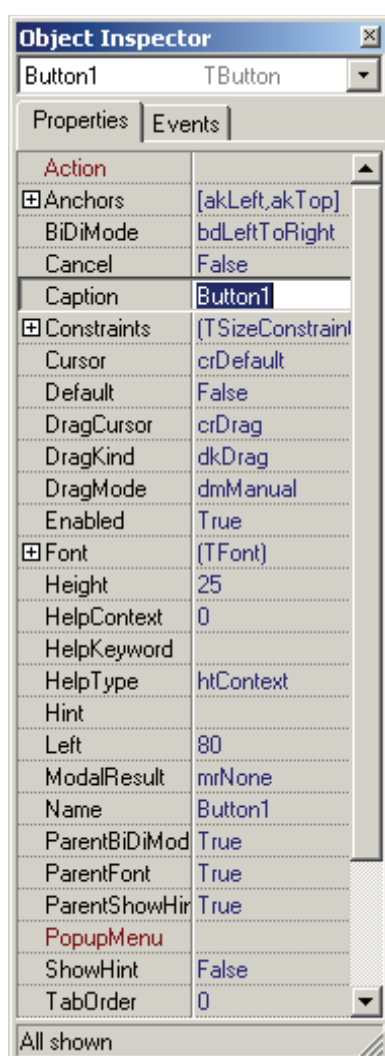 Object Inspector
Button1 TButton
Properties Events
Action
Anchors [akLeft,akTop]
BiDiMode bdLeftToRight
Cancel False
Caption Button1
Constraints (TSizeConstraint
Cursor crDefault
Default False
DragCursor crDrag
DragKind dkDrag
DragMode dmManual
Enabled True
Font (TFont)
Height 25
HelpContext 0
HelpKeyword
HelpType htContext
Hint
Left 80
ModalResult mrNone
Name Button1
ParentBiDiMod True
ParentFont True
ParentShowHin True
PopupMenu
ShowHint False
TabOrder 0
All shown